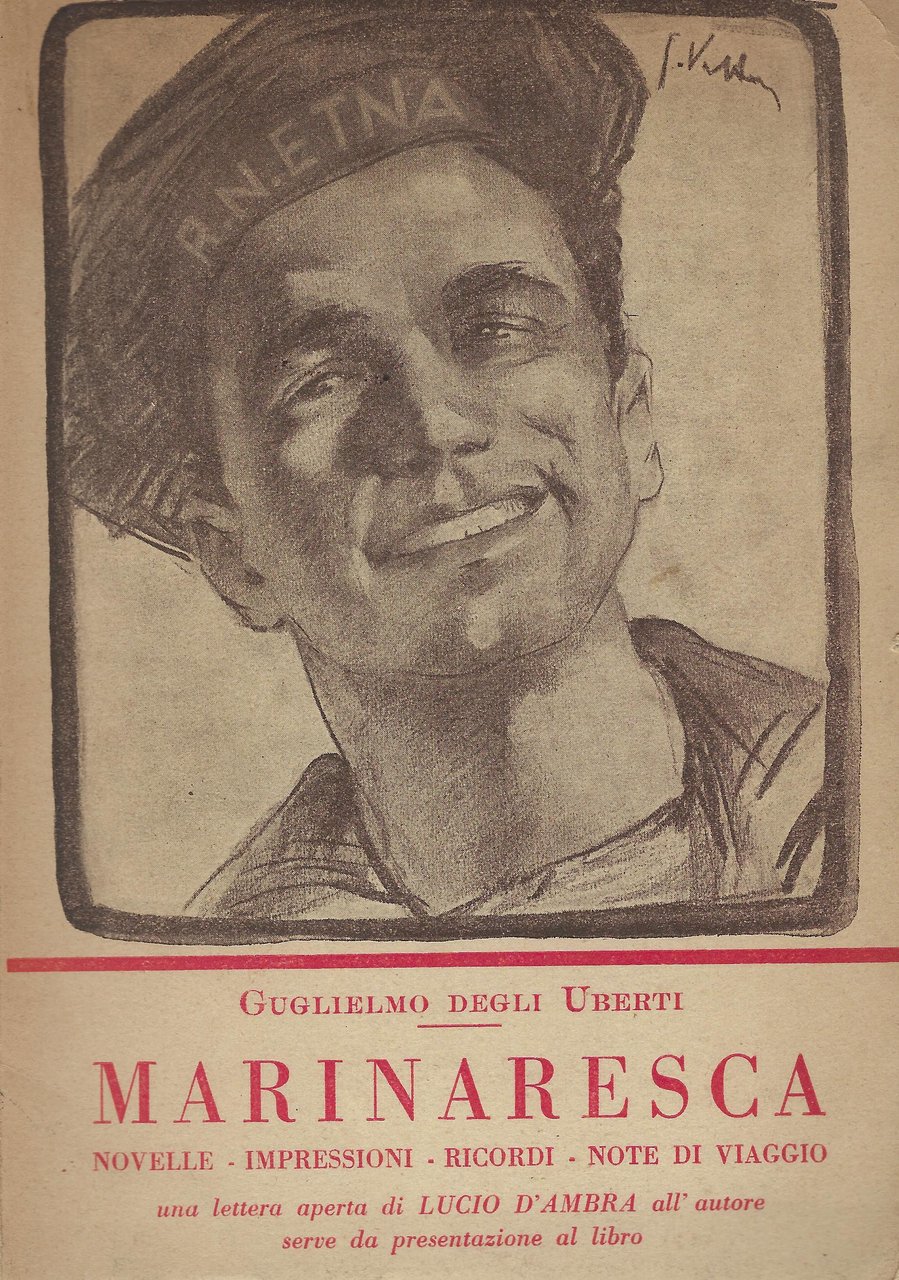 R.N. ETNA
GUGLIELMO DEGLI UBERTI
MARINARESCA
NOVELLE - IMPRESSIONI - RICORDI - NOTE DI VIAGGIO
una lettera aperta di LUCIO D'AMBRA all'autore
serve da presentazione al libro